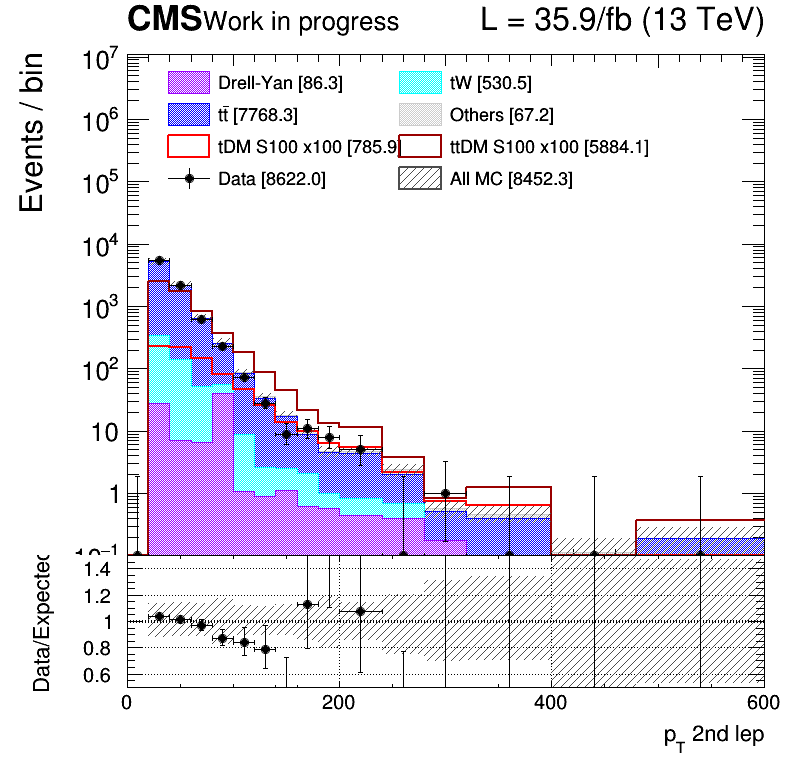 CMS Work in progress L = 35.9/fb (13 TeV)
Events / bin
Drell-Yan [86.3] tW [530.5]
tt̄ [7768.3] Others [67.2]
tDM S100 x100 [785.9] ttDM S100 x100 [5884.1]
Data [8622.0] All MC [8452.3]
10⁷
10⁶
10⁵
10⁴
10³
10²
10
1
10⁻¹
Data/Expected
1.4
1.2
1
0.8
0.6
0 200 400 600
p_T 2nd lep